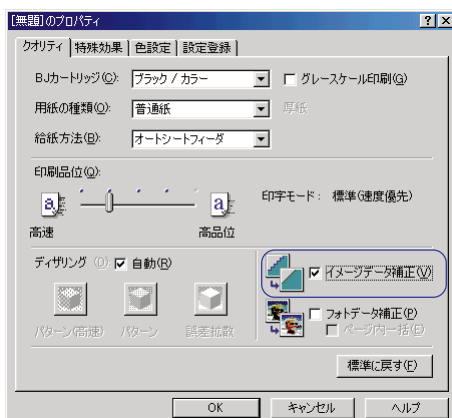 [無題]のプロパティ
クオリティ 特殊効果 色設定 設定登録
BJカートリッジ(C): ブラック / カラー グレースケール印刷(G)
用紙の種類(O): 普通紙 厚紙
給紙方法(B): オートシートフィーダ
印刷品位(Q):
印字モード: 標準(速度優先)
高速 高品位
ディザリング (D): 自動(R)
イメージデータ補正(V)
パターン(高速) パターン 誤差拡散
フォトデータ補正(P)
ページ内一括(E)
標準に戻す(F)
OK キャンセル ヘルプ